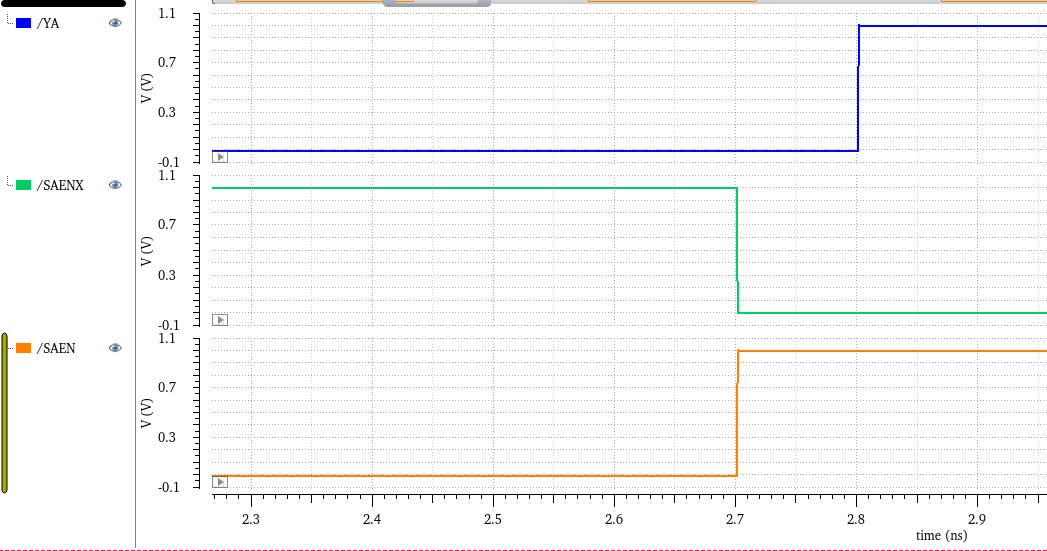 /YA
1.1
0.7
0.3
-0.1
V (V)
/SAENX
1.1
0.7
0.3
-0.1
V (V)
/SAEN
1.1
0.7
0.3
-0.1
V (V)
2.3 2.4 2.5 2.6 2.7 2.8 2.9
time (ns)